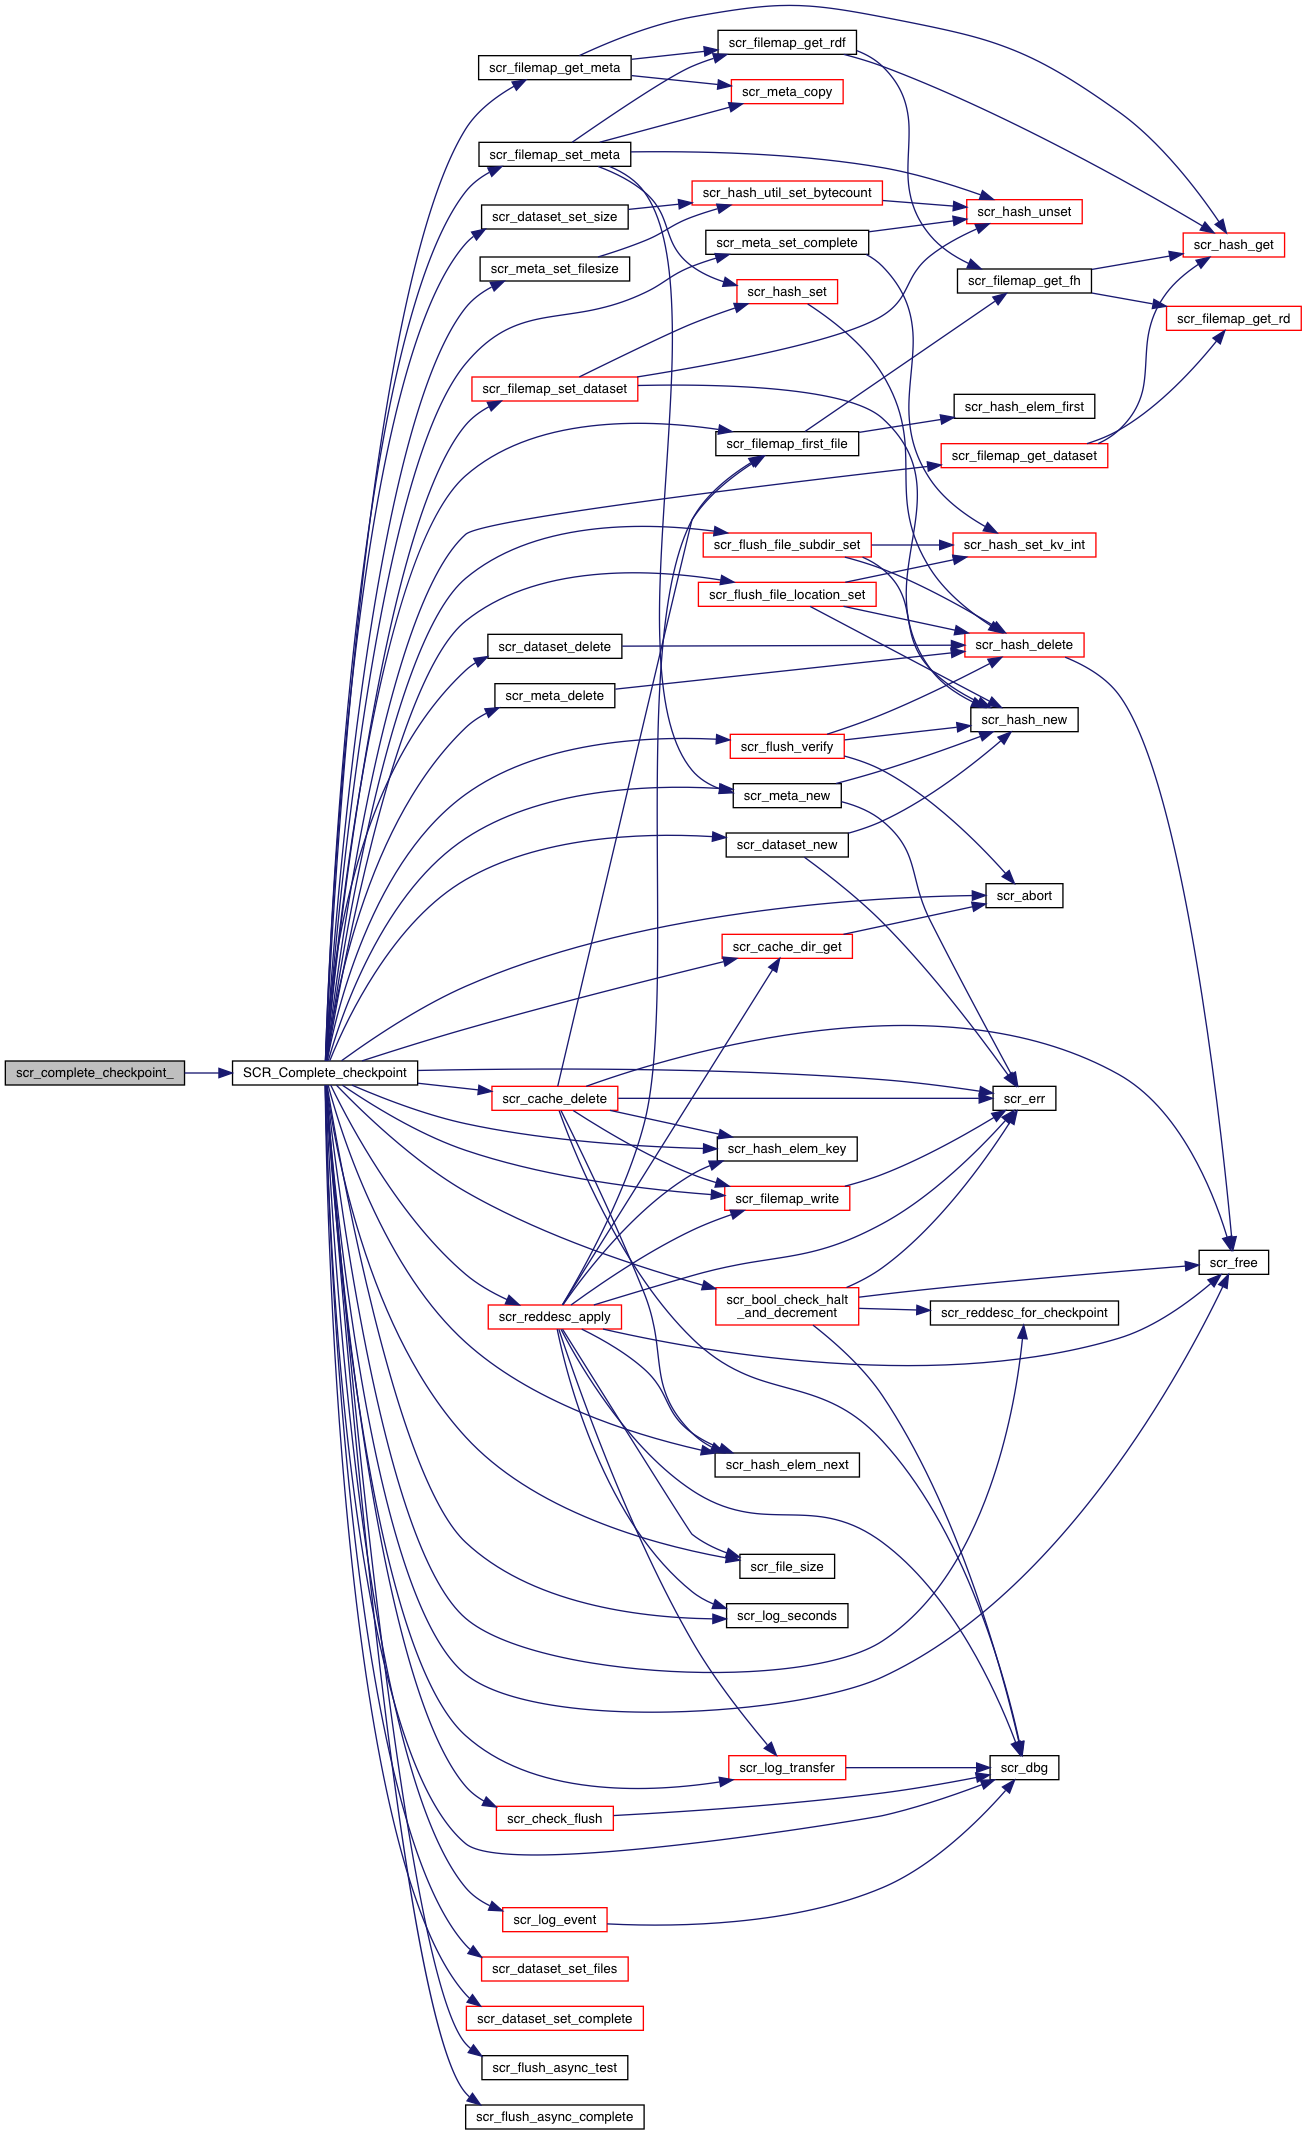 scr_filemap_get_rdf
scr_filemap_get_meta
scr_meta_copy
scr_filemap_set_meta
scr_hash_util_set_bytecount
scr_hash_unset
scr_dataset_set_size
scr_meta_set_complete
scr_hash_get
scr_meta_set_filesize
scr_filemap_get_fh
scr_hash_set
scr_filemap_get_rd
scr_filemap_set_dataset
scr_hash_elem_first
scr_filemap_first_file
scr_filemap_get_dataset
scr_flush_file_subdir_set
scr_hash_set_kv_int
scr_flush_file_location_set
scr_dataset_delete
scr_hash_delete
scr_meta_delete
scr_hash_new
scr_flush_verify
scr_meta_new
scr_dataset_new
scr_abort
scr_cache_dir_get
scr_complete_checkpoint_
SCR_Complete_checkpoint
scr_cache_delete
scr_err
scr_hash_elem_key
scr_filemap_write
scr_free
scr_bool_check_halt
_and_decrement
scr_reddesc_for_checkpoint
scr_reddesc_apply
scr_hash_elem_next
scr_file_size
scr_log_seconds
scr_log_transfer
scr_dbg
scr_check_flush
scr_log_event
scr_dataset_set_files
scr_dataset_set_complete
scr_flush_async_test
scr_flush_async_complete